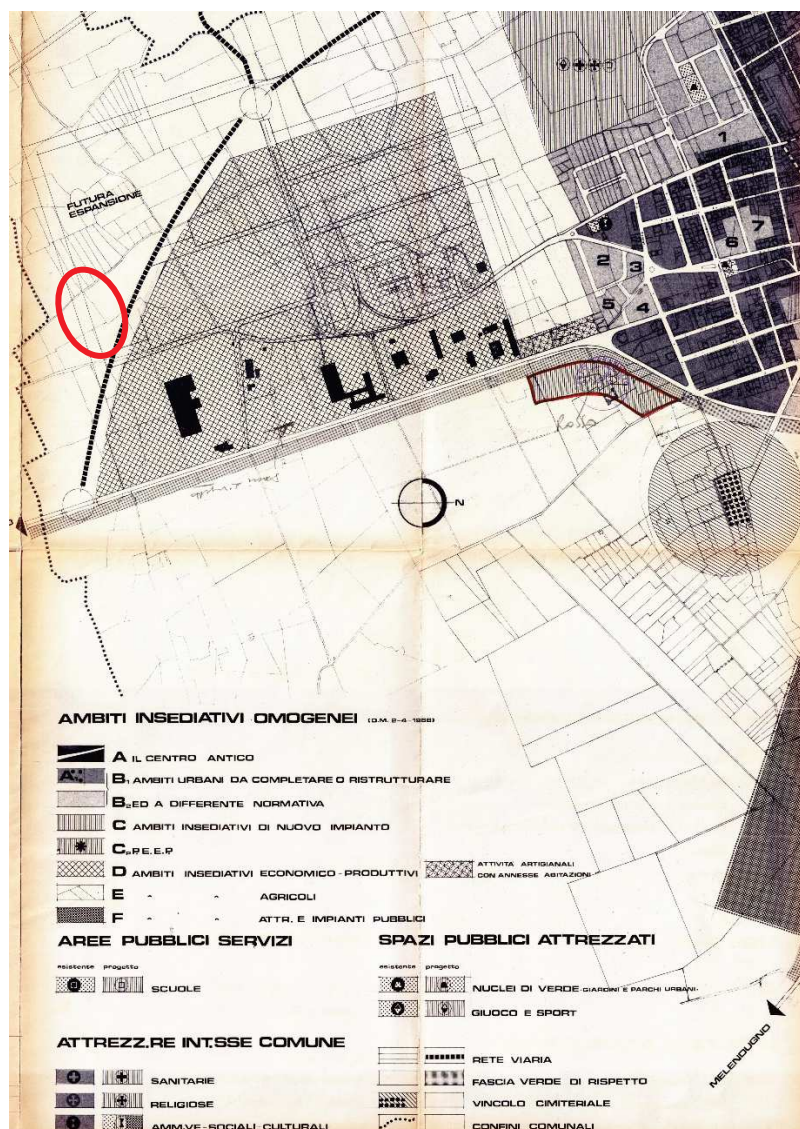 FUTURA
ESPANSIONE
1
2
3
4
5
6
7
Rosso
N
AMBITI INSEDIATIVI OMOGENEI (D.M. 2-4-1968)
A IL CENTRO ANTICO
B1 AMBITI URBANI DA COMPLETARE O RISTRUTTURARE
B2 ED A DIFFERENTE NORMATIVA
C AMBITI INSEDIATIVI DI NUOVO IMPIANTO
C P.E.E.P.
D AMBITI INSEDIATIVI ECONOMICO-PRODUTTIVI
ATTIVITÀ ARTIGIANALI
CON ANNESSE ABITAZIONI
E " " AGRICOLI
F " " ATTR. E IMPIANTI PUBBLICI
AREE PUBBLICI SERVIZI
esistente progetto
SCUOLE
SPAZI PUBBLICI ATTREZZATI
esistente progetto
NUCLEI DI VERDE-GIARDINI E PARCHI URBANI-
GIUOCO E SPORT
ATTREZZ.RE INT.SSE COMUNE
SANITARIE
RELIGIOSE
AMM.VE-SOCIALI-CULTURALI
RETE VIARIA
FASCIA VERDE DI RISPETTO
VINCOLO CIMITERIALE
CONFINI COMUNALI
MELENDUGNO